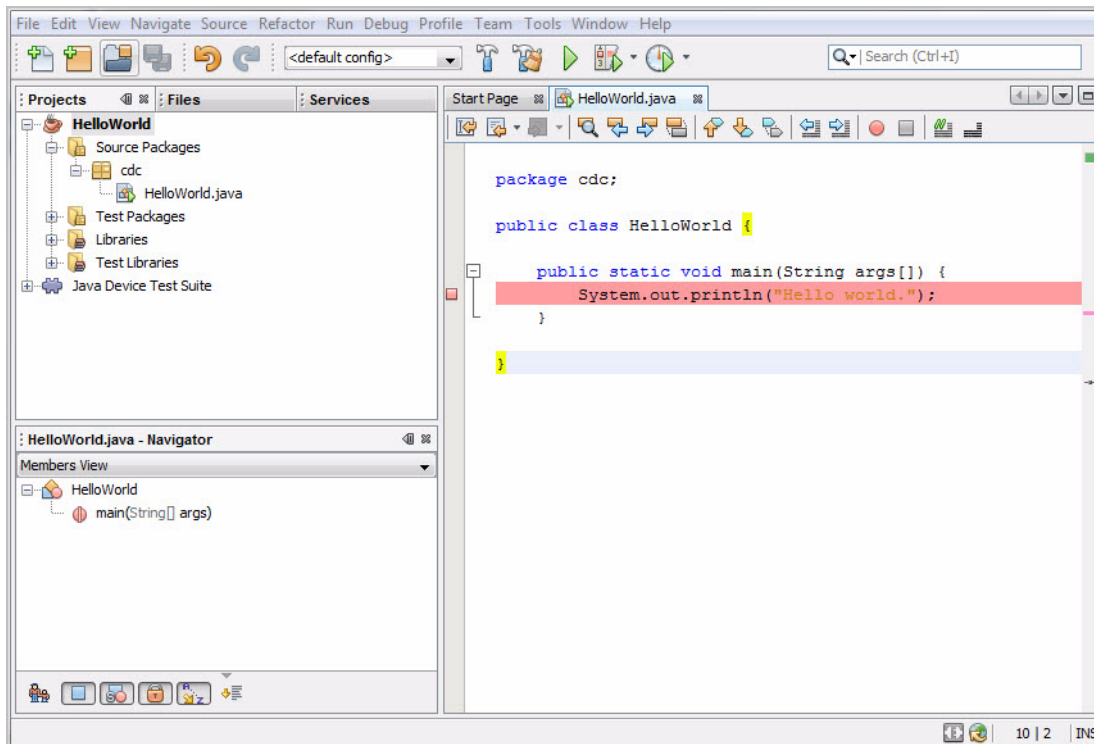 File Edit View Navigate Source Refactor Run Debug Profile Team Tools Window Help
<default config>
Search (Ctrl+I)
Projects Files Services
HelloWorld
Source Packages
cdc
HelloWorld.java
Test Packages
Libraries
Test Libraries
Java Device Test Suite
HelloWorld.java - Navigator
Members View
HelloWorld
main(String[] args)
Start Page HelloWorld.java
package cdc;
public class HelloWorld {
public static void main(String args[]) {
System.out.println("Hello world.");
}
}
10 | 2 INS